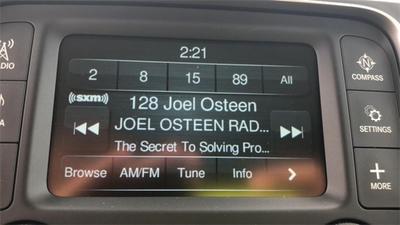 2:21
2 8 15 89 All
((sxm)) 128 Joel Osteen
JOEL OSTEEN RAD...
The Secret To Solving Pro...
Browse AM/FM Tune Info >
COMPASS
SETTINGS
+
MORE